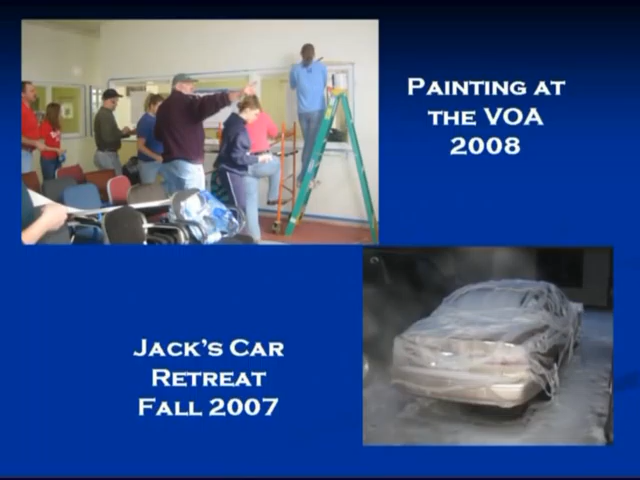 PAINTING AT
THE VOA
2008
JACK'S CAR
RETREAT
FALL 2007